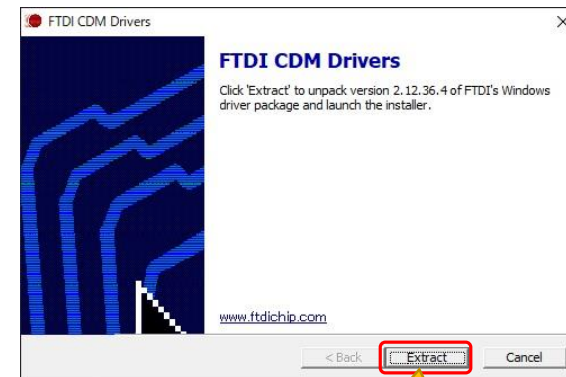 FTDI CDM Drivers
FTDI CDM Drivers
Click 'Extract' to unpack version 2.12.36.4 of FTDI's Windows
driver package and launch the installer.
www.ftdichip.com
< Back Extract Cancel